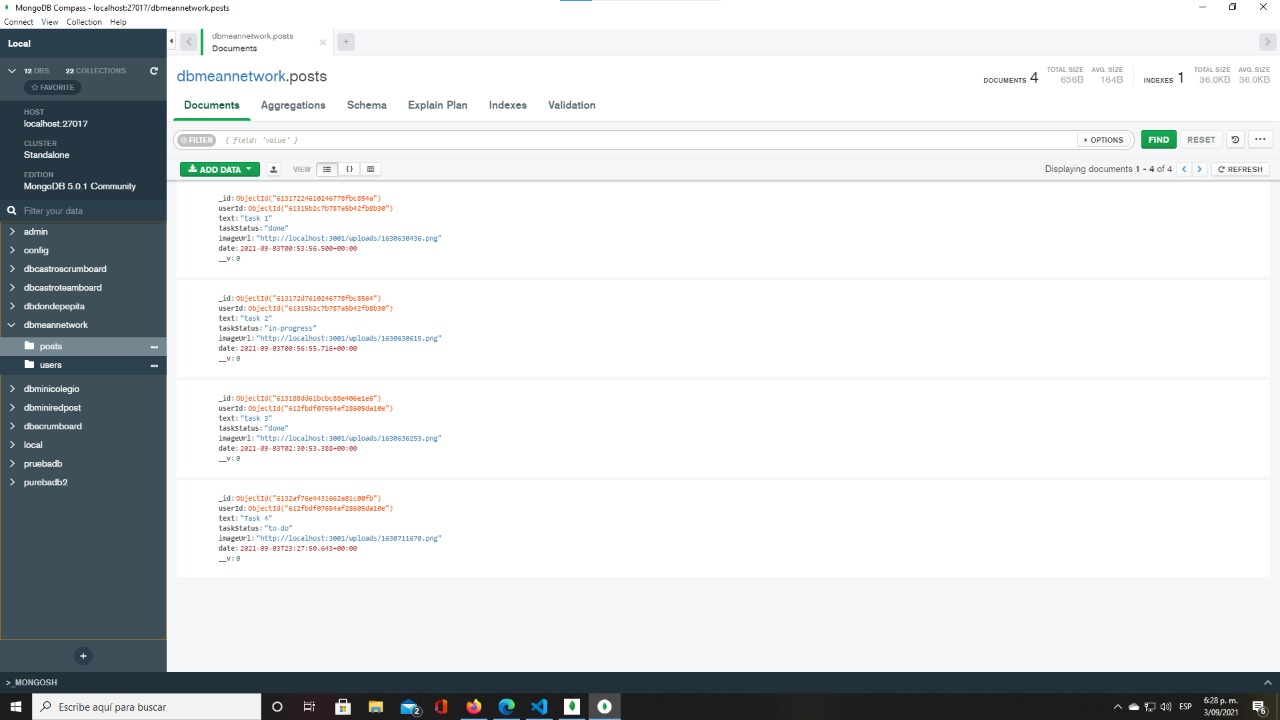 MongoDB Compass - localhost:27017/dbmeannetwork.posts
Connect View Collection Help
Local
12 DBS 22 COLLECTIONS
FAVORITE
HOST
localhost:27017
CLUSTER
Standalone
EDITION
MongoDB 5.0.1 Community
Filter your data
admin
config
dbcastroscrumboard
dbcastroteamboard
dbdondepepita
dbmeannetwork
posts
users
dbminicolegio
dbminiredpost
dbscrumboard
local
pruebadb
purebadb2
dbmeannetwork.posts
Documents
dbmeannetwork.posts
DOCUMENTS 4 TOTAL SIZE 656B AVG. SIZE 164B INDEXES 1 TOTAL SIZE 36.0KB AVG. SIZE 36.0KB
Documents Aggregations Schema Explain Plan Indexes Validation
FILTER { field: 'value' } OPTIONS FIND RESET
ADD DATA VIEW {} Displaying documents 1 - 4 of 4 REFRESH
_id: ObjectId("61317224610246778fbc854a")
userId: ObjectId("61315b2c7b787a5b42fb8b30")
text: "task 1"
taskStatus: "done"
imageUrl: "http://localhost:3001/uploads/1630630436.png"
date: 2021-09-03T00:53:56.500+00:00
__v: 0
_id: ObjectId("613172d7610246778fbc8564")
userId: ObjectId("61315b2c7b787a5b42fb8b30")
text: "task 2"
taskStatus: "in-progress"
imageUrl: "http://localhost:3001/uploads/1630630615.png"
date: 2021-09-03T00:56:55.716+00:00
__v: 0
_id: ObjectId("613188dd61bcbc88e406e1e6")
userId: ObjectId("612fbdf07654af28605da10e")
text: "task 3"
taskStatus: "done"
imageUrl: "http://localhost:3001/uploads/1630636253.png"
date: 2021-09-03T02:30:53.388+00:00
__v: 0
_id: ObjectId("6132af76e4431662a81c00fb")
userId: ObjectId("612fbdf07654af28605da10e")
text: "Task 4"
taskStatus: "to-do"
imageUrl: "http://localhost:3001/uploads/1630711670.png"
date: 2021-09-03T23:27:50.643+00:00
__v: 0
>_MONGOSH
Escribe aquí para buscar
2
ESP
6:28 p. m.
3/09/2021
6